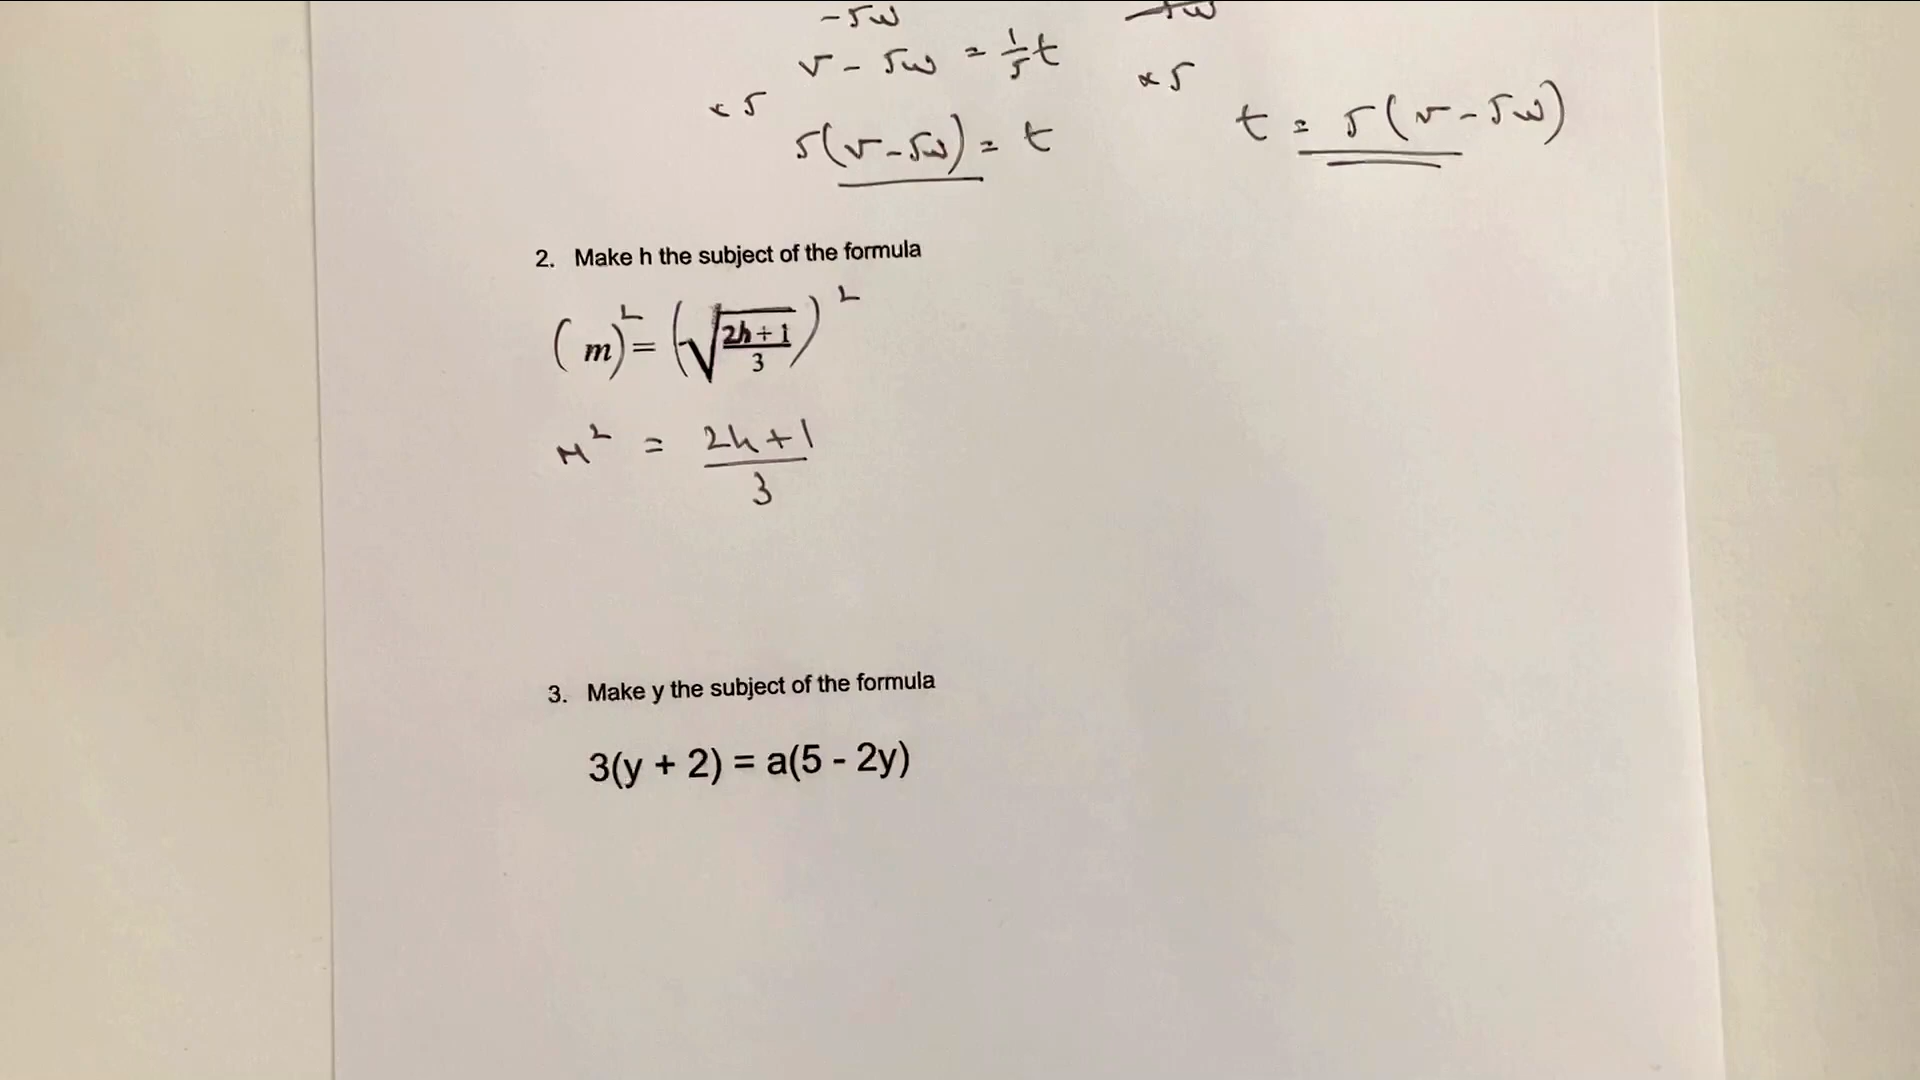 -5w -5w
v - 5w = 1/5 t
×5 ×5
5(v-5w) = t t = 5(v-5w)
2. Make h the subject of the formula
(m)² = (√((2h+1)/3))²
M² = (2h+1)/3
3. Make y the subject of the formula
3(y + 2) = a(5 - 2y)